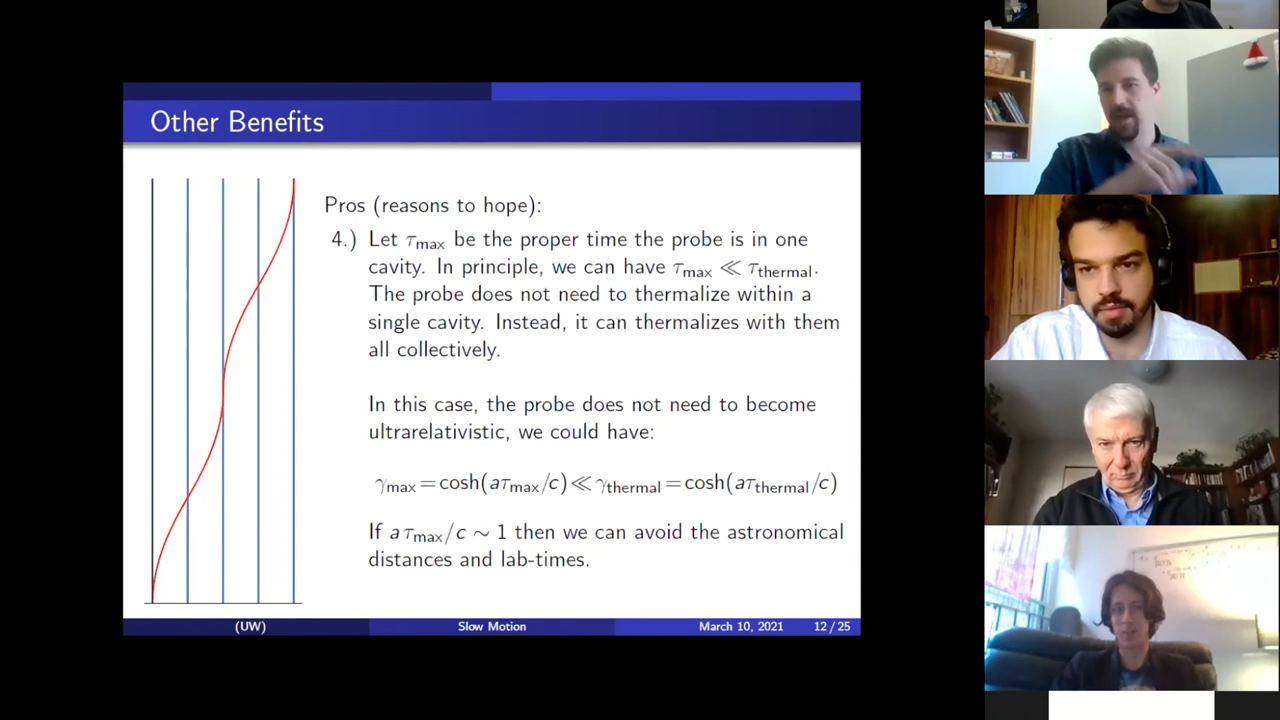 Other Benefits
Pros (reasons to hope):
4.) Let τmax be the proper time the probe is in one
cavity. In principle, we can have τmax ≪ τthermal.
The probe does not need to thermalize within a
single cavity. Instead, it can thermalizes with them
all collectively.
In this case, the probe does not need to become
ultrarelativistic, we could have:
γmax=cosh(aτmax/c)≪γthermal=cosh(aτthermal/c)
If aτmax/c ∼ 1 then we can avoid the astronomical
distances and lab-times.
(UW) Slow Motion March 10, 2021 12 / 25